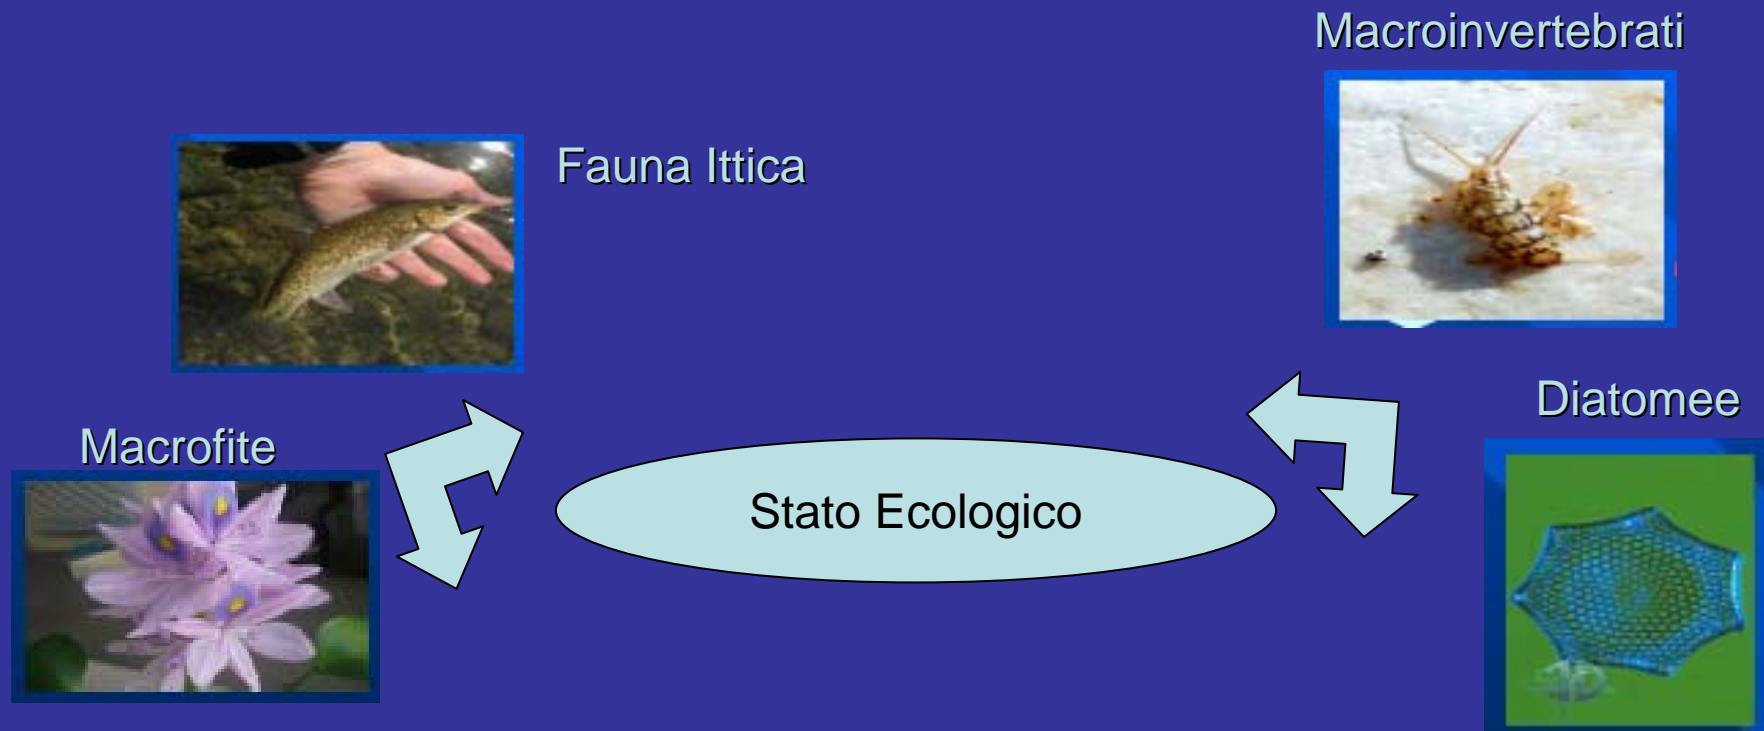 Macroinvertebrati
Fauna Ittica
Diatomee
Macrofite
Stato Ecologico